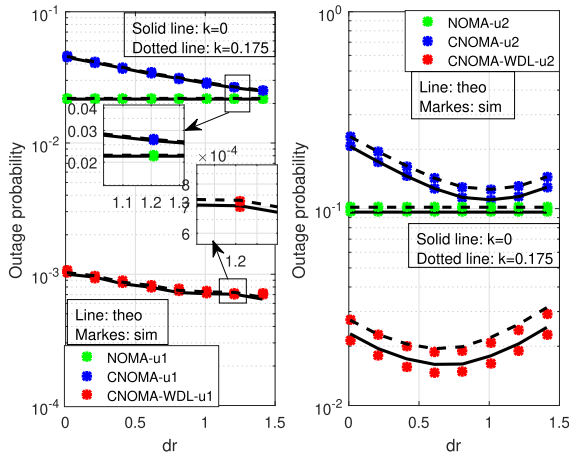 10^-1
10^-2
10^-3
10^-4
Outage probability
Solid line: k=0
Dotted line: k=0.175
0.04
0.03
0.02
1.1 1.2 1.3
× 10^-4
8
7
6
1.2
Line: theo
Markes: sim
NOMA-u1
CNOMA-u1
CNOMA-WDL-u1
0 0.5 1 1.5
dr
10^0
10^-1
10^-2
Outage probability
NOMA-u2
CNOMA-u2
CNOMA-WDL-u2
Line: theo
Markes: sim
Solid line: k=0
Dotted line: k=0.175
0 0.5 1 1.5
dr